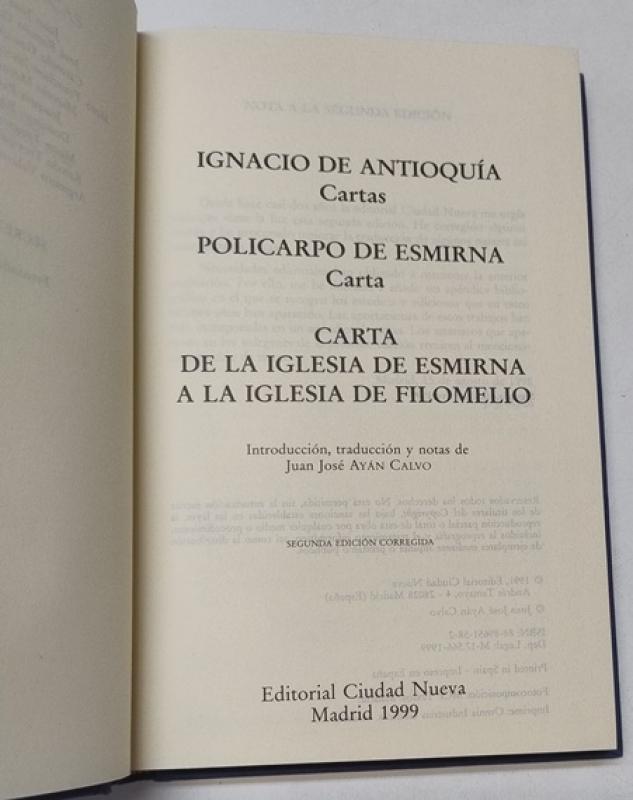 IGNACIO DE ANTIOQUÍA
Cartas
POLICARPO DE ESMIRNA
Carta
CARTA
DE LA IGLESIA DE ESMIRNA
A LA IGLESIA DE FILOMELIO
Introducción, traducción y notas de
Juan José AYÁN CALVO
SEGUNDA EDICIÓN CORREGIDA
Editorial Ciudad Nueva
Madrid 1999